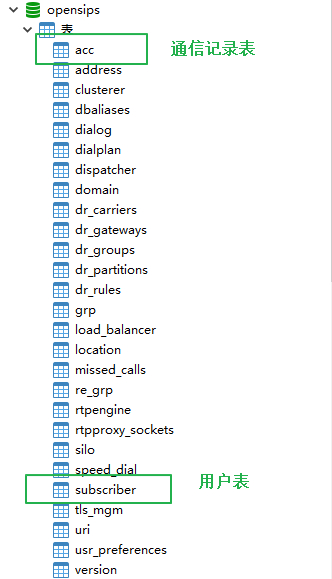 opensips
表
acc
通信记录表
address
clusterer
dbaliases
dialog
dialplan
dispatcher
domain
dr_carriers
dr_gateways
dr_groups
dr_partitions
dr_rules
grp
load_balancer
location
missed_calls
re_grp
rtpengine
rtpproxy_sockets
silo
speed_dial
subscriber
用户表
tls_mgm
uri
usr_preferences
version